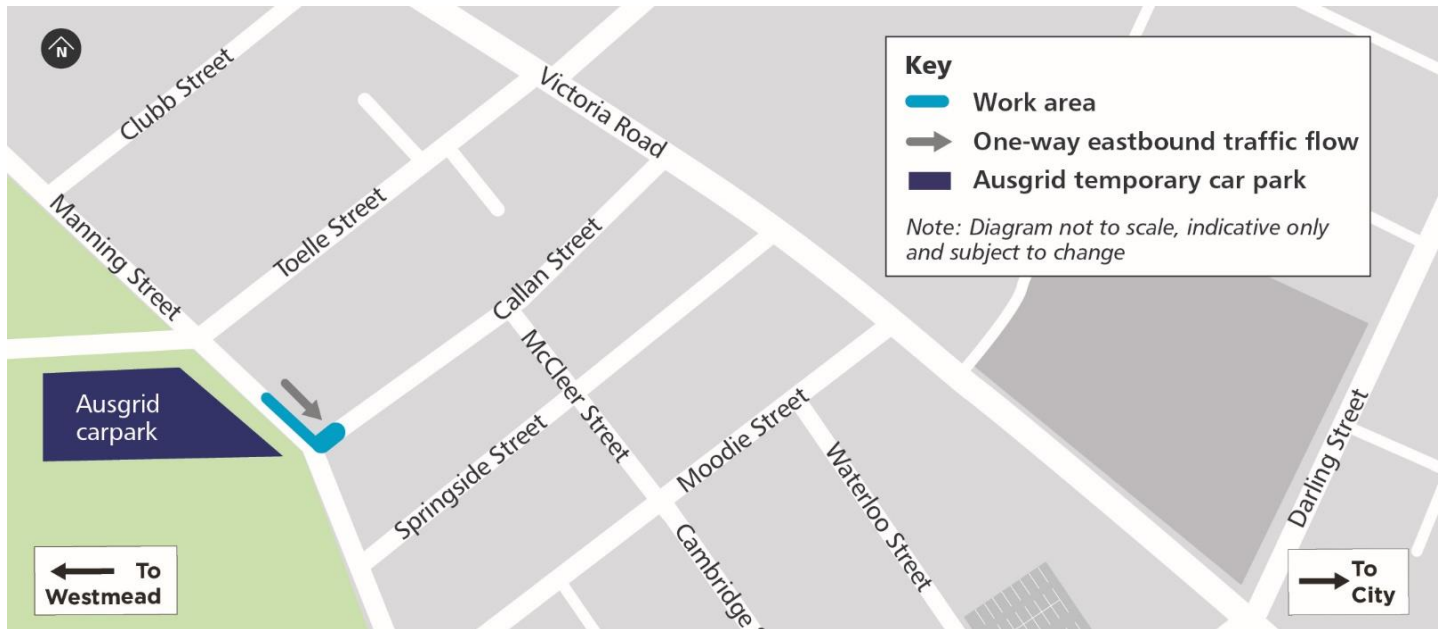 N
Clubb Street
Victoria Road
Manning Street
Toelle Street
Callan Street
McCleer Street
Springside Street
Moodie Street
Waterloo Street
Cambridge
Darling Street
Ausgrid
carpark
Key
Work area
One-way eastbound traffic flow
Ausgrid temporary car park
Note: Diagram not to scale, indicative only
and subject to change
To
Westmead
To
City